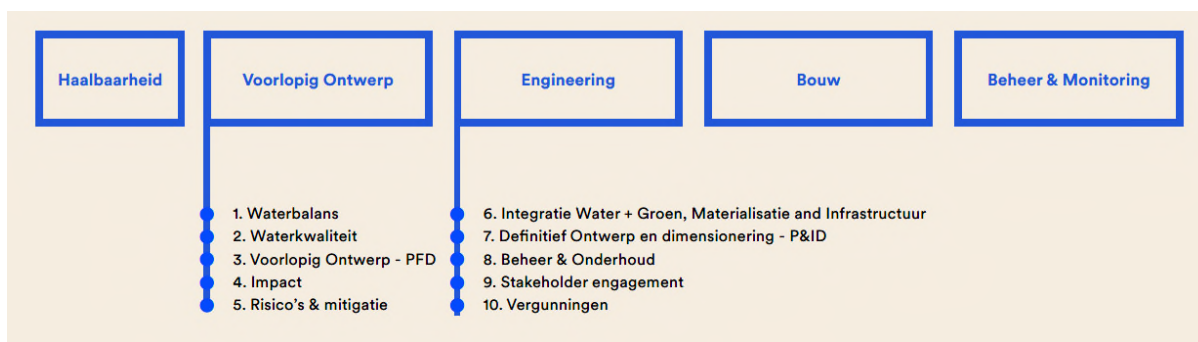 Haalbaarheid
Voorlopig Ontwerp
Engineering
Bouw
Beheer & Monitoring
1. Waterbalans
2. Waterkwaliteit
3. Voorlopig Ontwerp - PFD
4. Impact
5. Risico's & mitigatie
6. Integratie Water + Groen, Materialisatie and Infrastructuur
7. Definitief Ontwerp en dimensionering - P&ID
8. Beheer & Onderhoud
9. Stakeholder engagement
10. Vergunningen